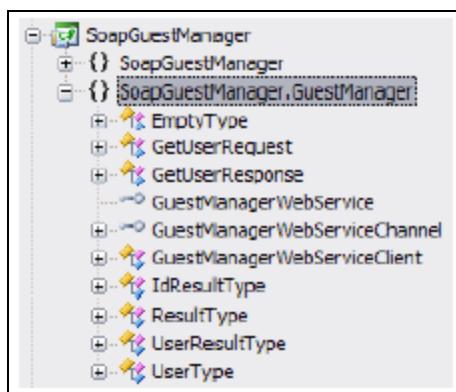 SoapGuestManager
{} SoapGuestManager
{} SoapGuestManager.GuestManager
EmptyType
GetUserRequest
GetUserResponse
GuestManagerWebService
GuestManagerWebServiceChannel
GuestManagerWebServiceClient
IdResultType
ResultType
UserResultType
UserType